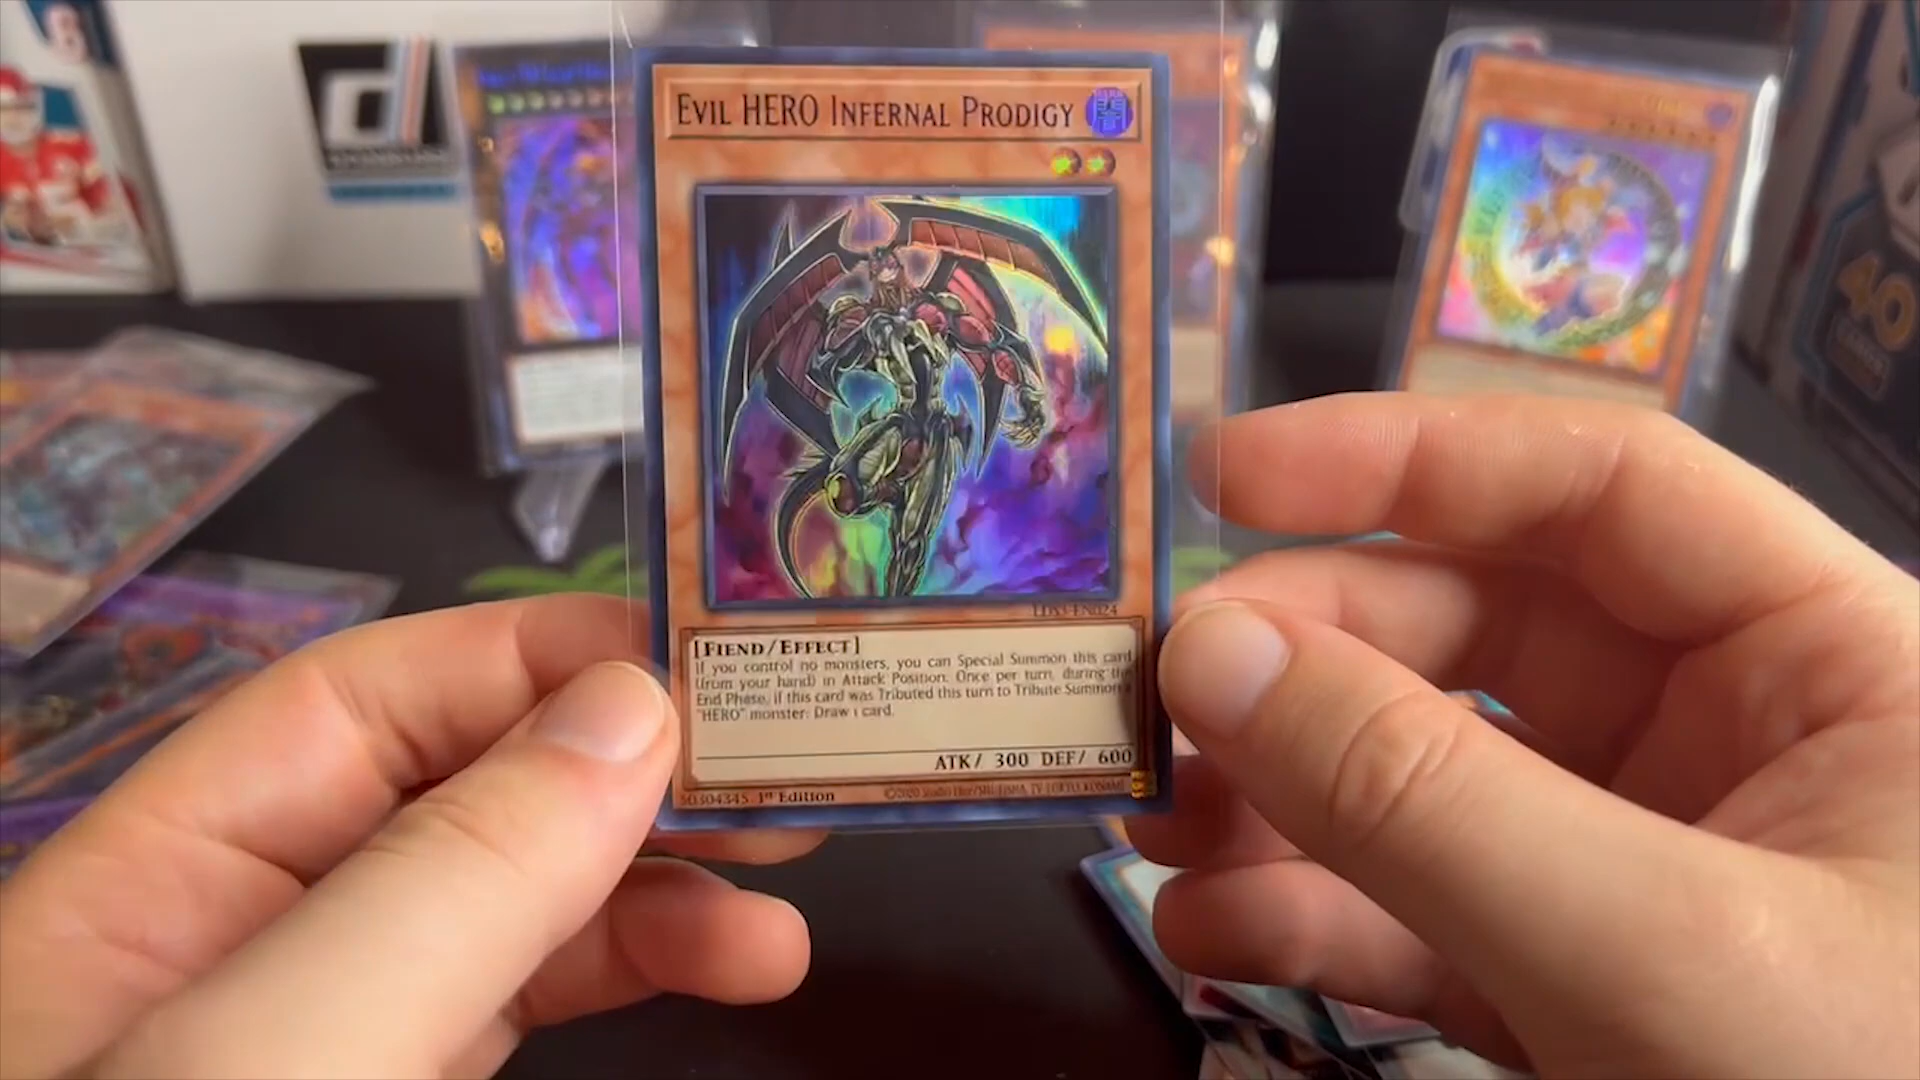 EVIL HERO INFERNAL PRODIGY
[FIEND/EFFECT]
If you control no monsters, you can Special Summon this card
(from your hand) in Attack Position. Once per turn, during the
End Phase, if this card was Tributed this turn to Tribute Summon a
"HERO" monster: Draw 1 card.
ATK/ 300 DEF/ 600
50304345 1st Edition
40